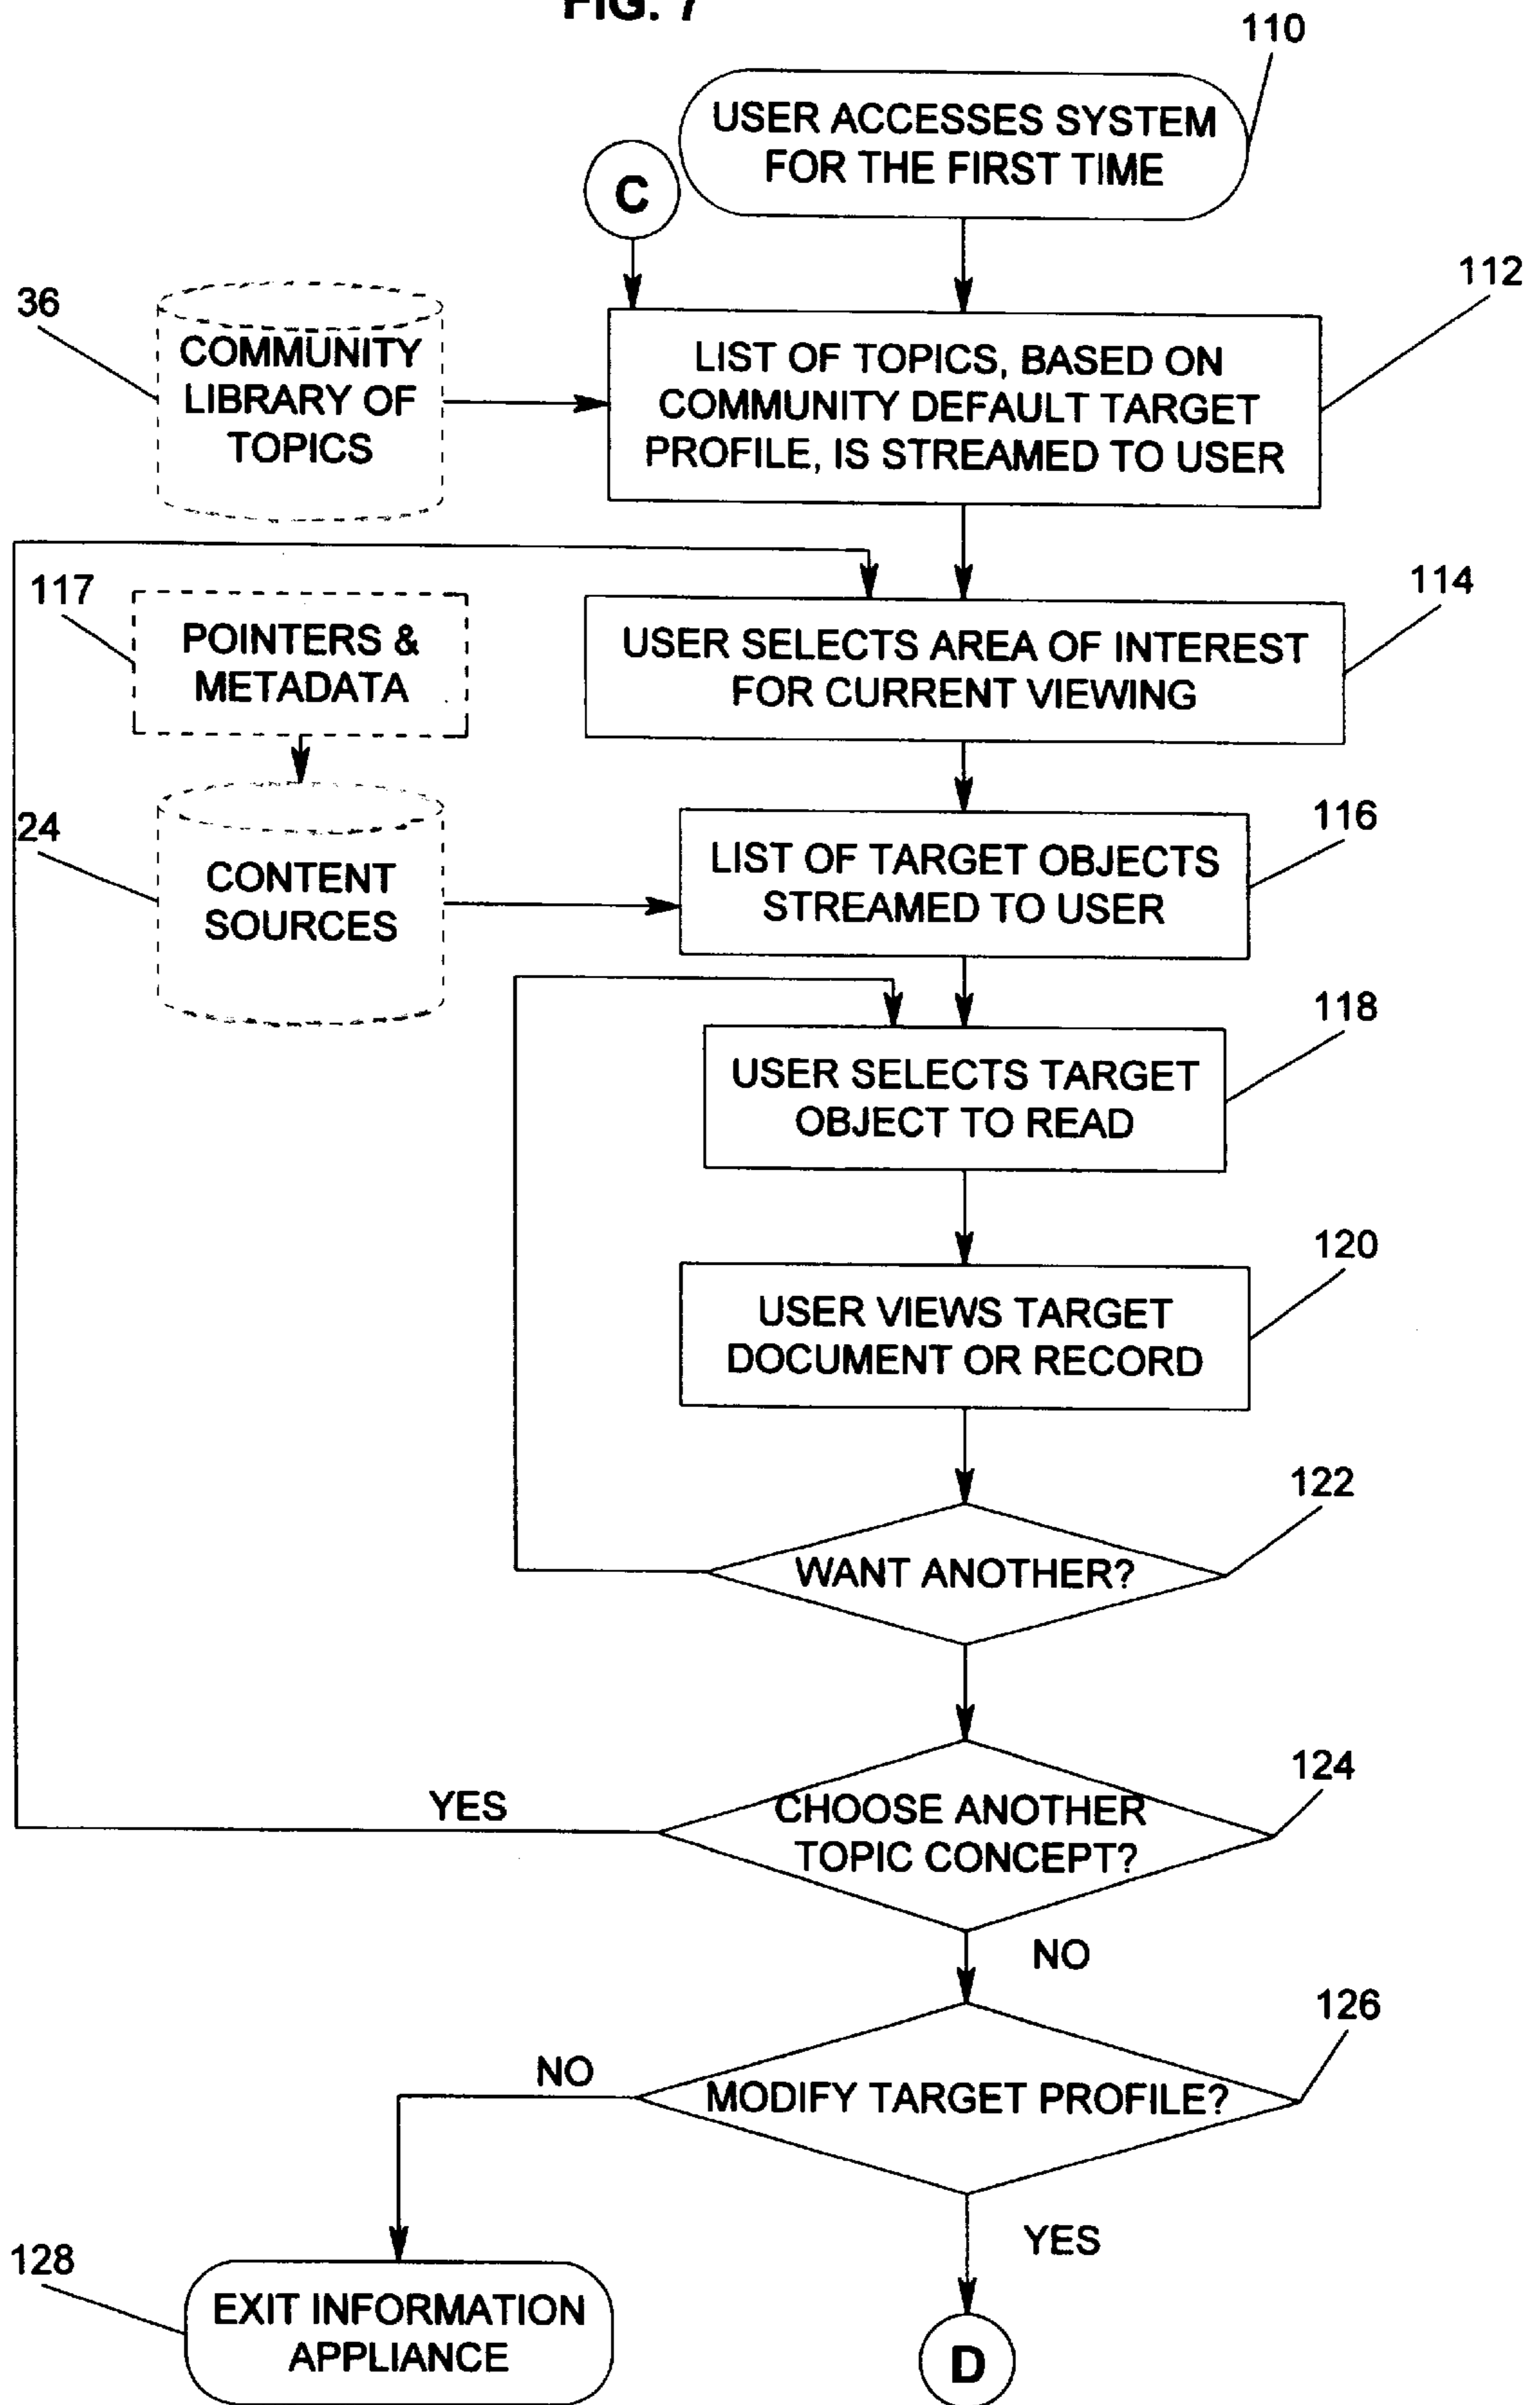 FIG. 7
110
USER ACCESSES SYSTEM
FOR THE FIRST TIME
C
112
36
COMMUNITY
LIBRARY OF
TOPICS
LIST OF TOPICS, BASED ON
COMMUNITY DEFAULT TARGET
PROFILE, IS STREAMED TO USER
117
POINTERS &
METADATA
114
USER SELECTS AREA OF INTEREST
FOR CURRENT VIEWING
24
CONTENT
SOURCES
116
LIST OF TARGET OBJECTS
STREAMED TO USER
118
USER SELECTS TARGET
OBJECT TO READ
120
USER VIEWS TARGET
DOCUMENT OR RECORD
122
WANT ANOTHER?
124
YES
CHOOSE ANOTHER
TOPIC CONCEPT?
NO
126
NO
MODIFY TARGET PROFILE?
YES
128
EXIT INFORMATION
APPLIANCE
D